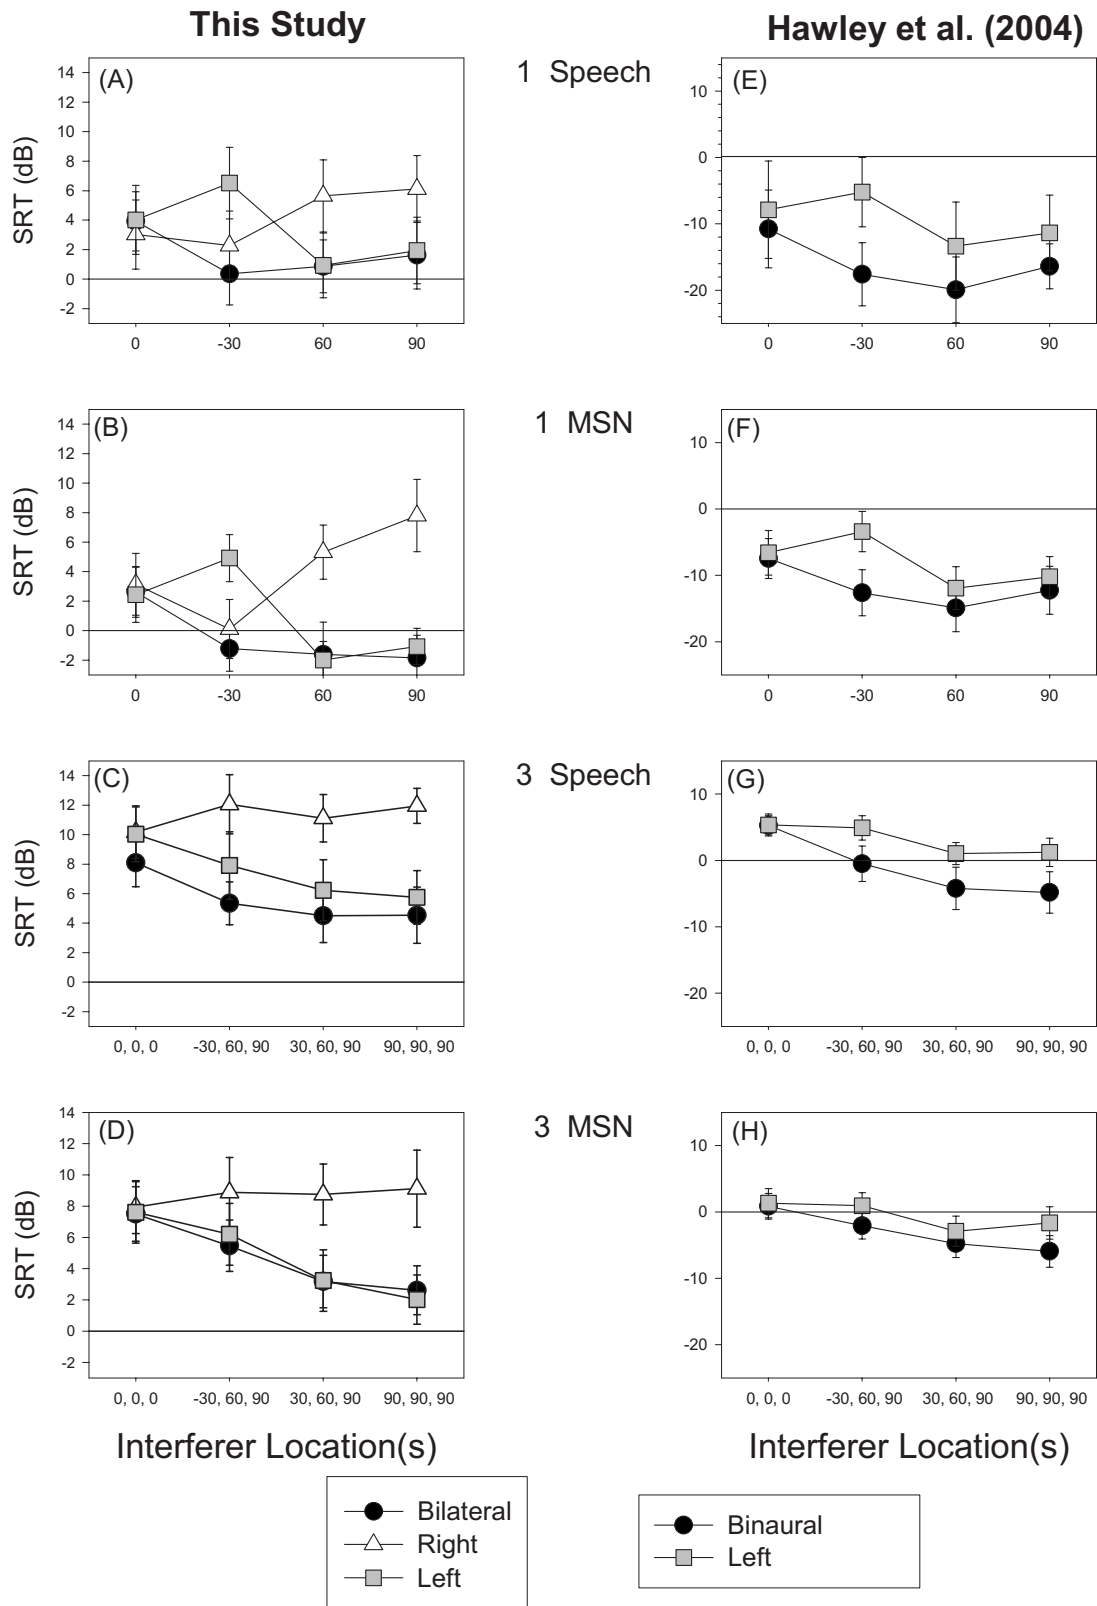 This Study
Hawley et al. (2004)
1 Speech
(A)
SRT (dB)
14
12
10
8
6
4
2
0
-2
0 -30 60 90
(E)
10
0
-10
-20
0 -30 60 90
1 MSN
(B)
SRT (dB)
14
12
10
8
6
4
2
0
-2
0 -30 60 90
(F)
10
0
-10
-20
0 -30 60 90
3 Speech
(C)
SRT (dB)
14
12
10
8
6
4
2
0
-2
0, 0, 0 -30, 60, 90 30, 60, 90 90, 90, 90
(G)
10
0
-10
-20
0, 0, 0 -30, 60, 90 30, 60, 90 90, 90, 90
3 MSN
(D)
SRT (dB)
14
12
10
8
6
4
2
0
-2
0, 0, 0 -30, 60, 90 30, 60, 90 90, 90, 90
(H)
10
0
-10
-20
0, 0, 0 -30, 60, 90 30, 60, 90 90, 90, 90
Interferer Location(s)
Interferer Location(s)
Bilateral
Right
Left
Binaural
Left